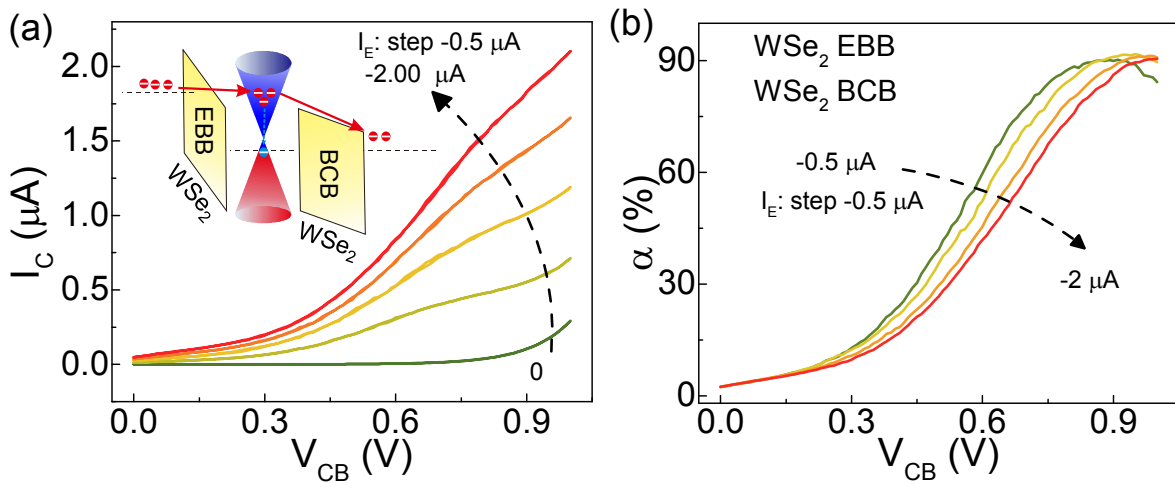 (a)
I_C (μA)
2.0
1.5
1.0
0.5
0.0
0.0
0.3
0.6
0.9
V_CB (V)
I_E: step -0.5 μA
-2.00 μA
0
EBB
WSe₂
BCB
WSe₂
(b)
α (%)
90
60
30
0
0.0
0.3
0.6
0.9
V_CB (V)
WSe₂ EBB
WSe₂ BCB
-0.5 μA
I_E: step -0.5 μA
-2 μA